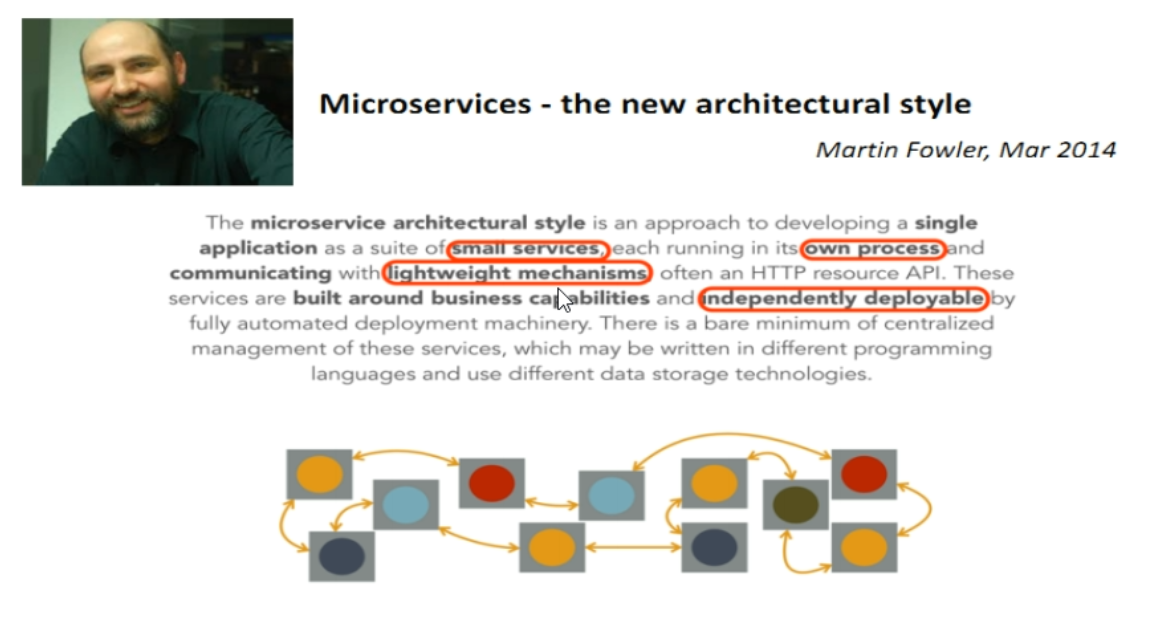 Microservices - the new architectural style
Martin Fowler, Mar 2014
The microservice architectural style is an approach to developing a single
application as a suite of small services, each running in its own process and
communicating with lightweight mechanisms, often an HTTP resource API. These
services are built around business capabilities and independently deployable by
fully automated deployment machinery. There is a bare minimum of centralized
management of these services, which may be written in different programming
languages and use different data storage technologies.